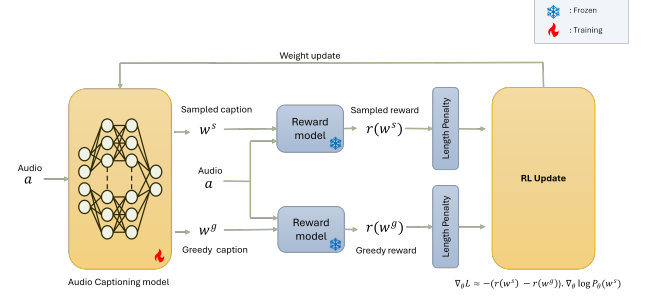 : Frozen
: Training
Weight update
Sampled caption
Sampled reward
w^s
Reward
model
r(w^s)
Length Penalty
Audio
a
Audio
a
RL Update
w^g
Reward
model
r(w^g)
Length Penalty
Greedy caption
Greedy reward
Audio Captioning model
∇_θ L ≈ −(r(w^s) − r(w^g)). ∇_θ log P_θ(w^s)